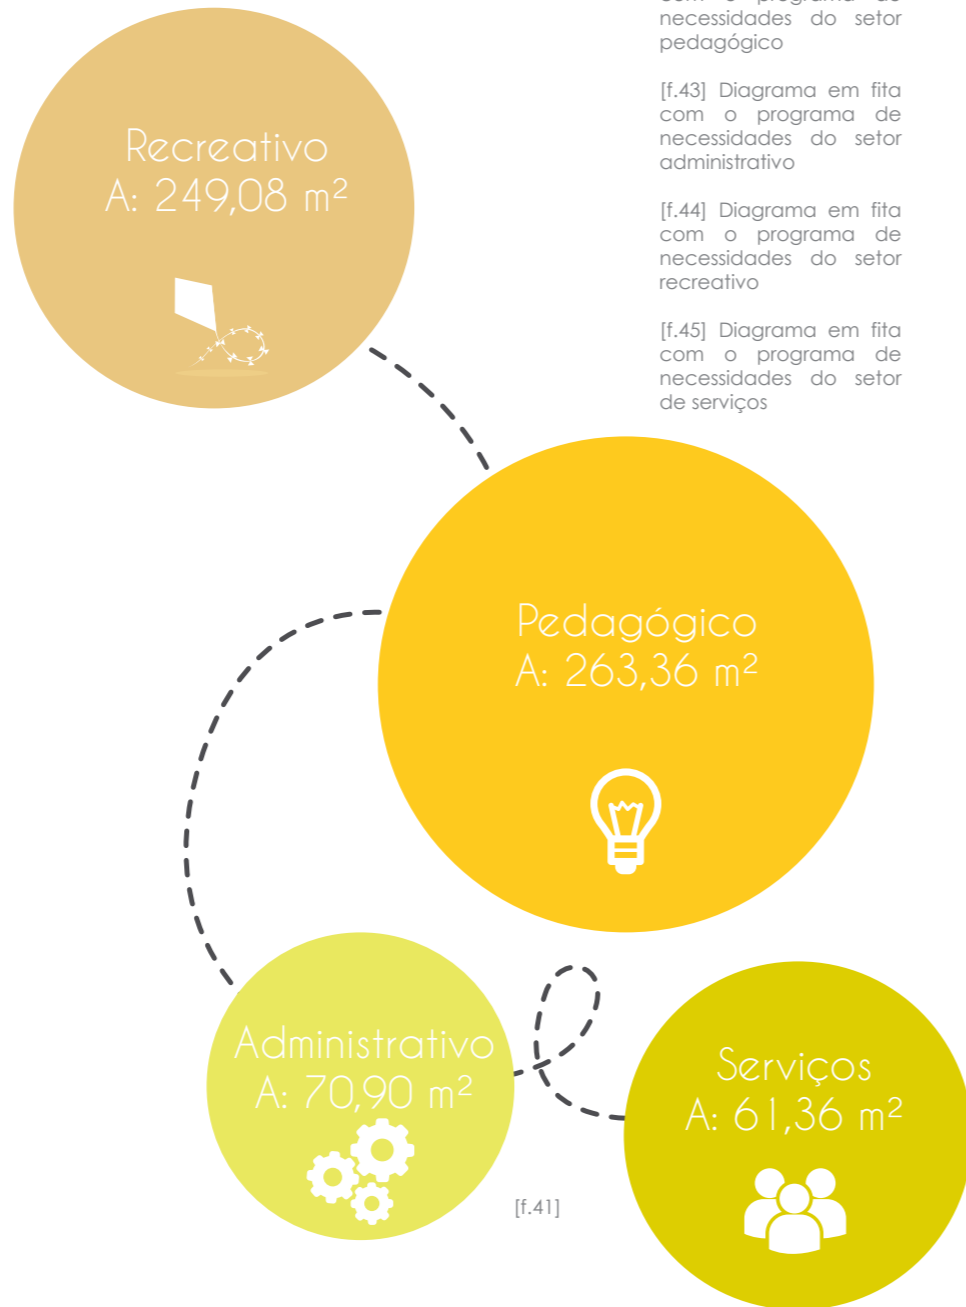 necessidades do setor
pedagógico
[f.43] Diagrama em fita
com o programa de
necessidades do setor
administrativo
[f.44] Diagrama em fita
com o programa de
necessidades do setor
recreativo
[f.45] Diagrama em fita
com o programa de
necessidades do setor
de serviços
Recreativo
A: 249,08 m²
Pedagógico
A: 263,36 m²
Administrativo
A: 70,90 m²
Serviços
A: 61,36 m²
[f.41]